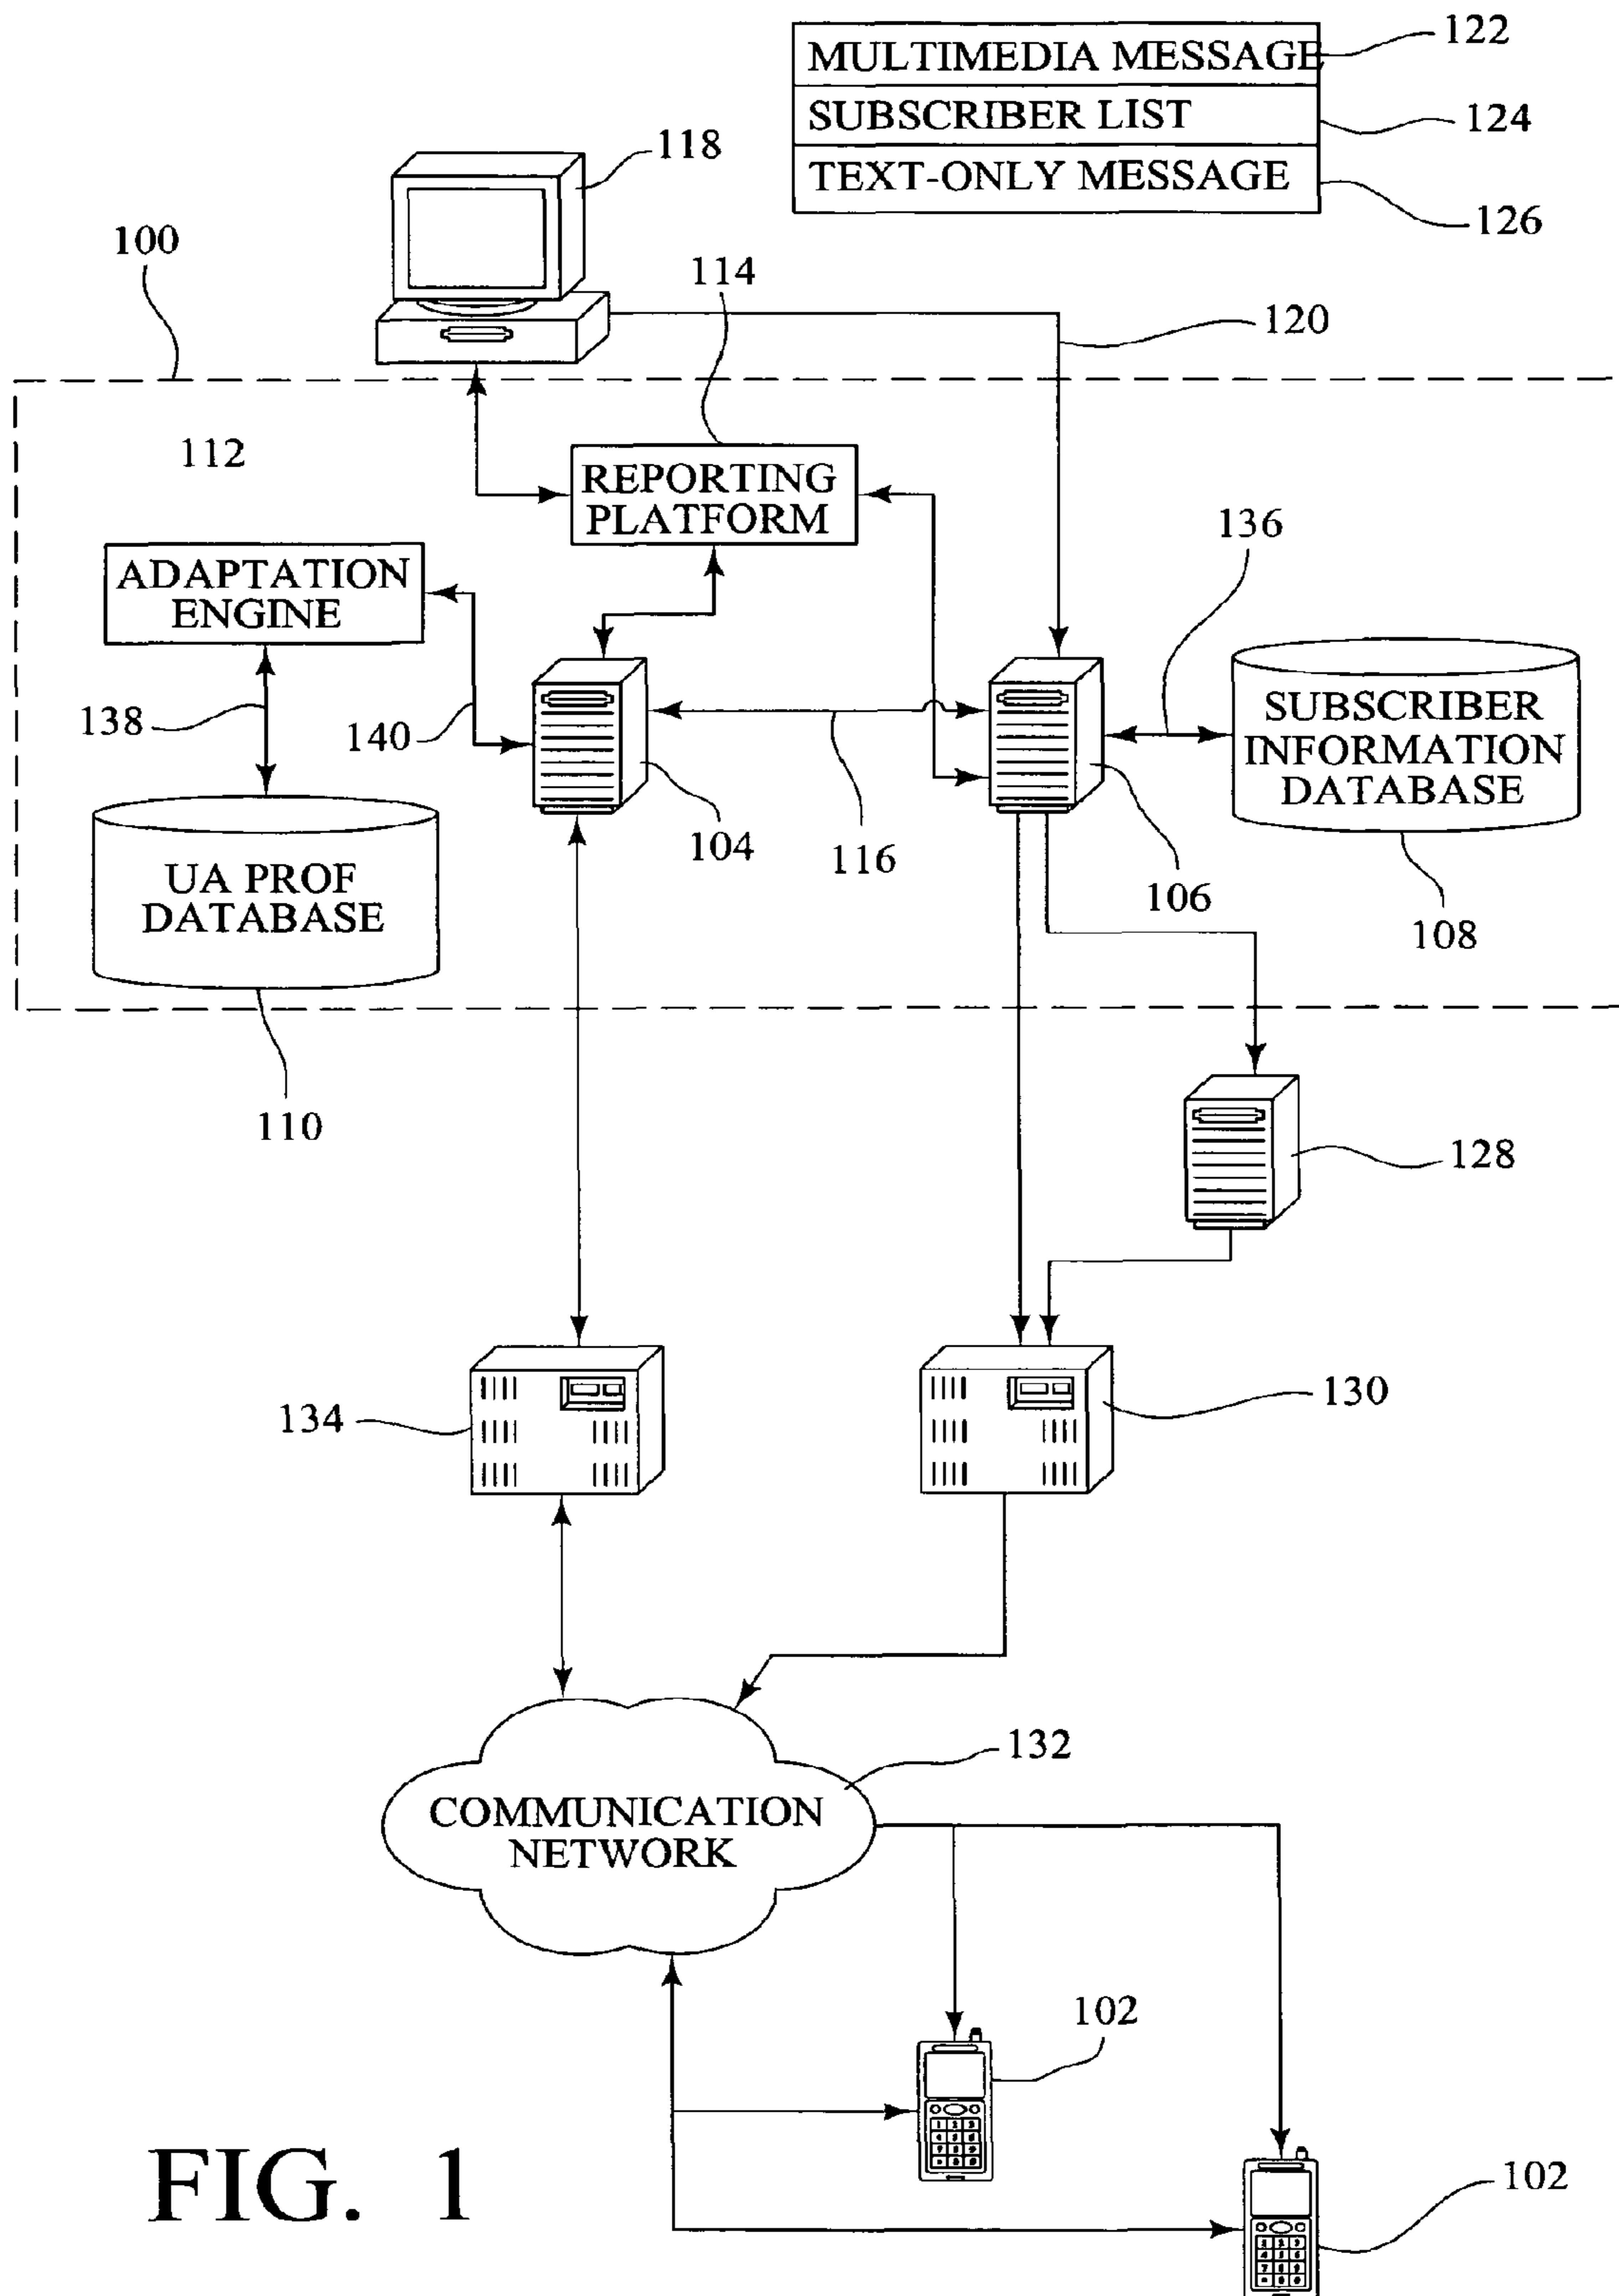 MULTIMEDIA MESSAGE
122
SUBSCRIBER LIST
124
TEXT-ONLY MESSAGE
126
118
100
114
120
112
REPORTING
PLATFORM
136
ADAPTATION
ENGINE
138
140
SUBSCRIBER
INFORMATION
DATABASE
104
116
106
108
UA PROF
DATABASE
110
128
134
130
132
COMMUNICATION
NETWORK
102
102
FIG. 1